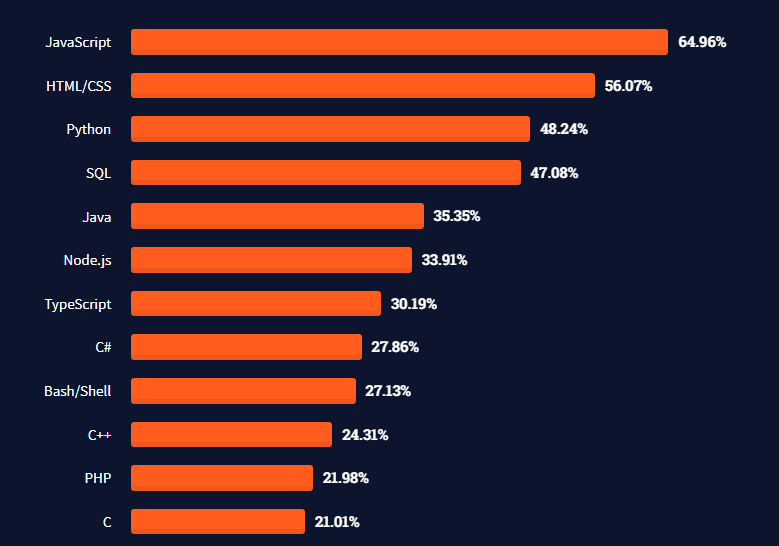 JavaScript 64.96%
HTML/CSS 56.07%
Python 48.24%
SQL 47.08%
Java 35.35%
Node.js 33.91%
TypeScript 30.19%
C# 27.86%
Bash/Shell 27.13%
C++ 24.31%
PHP 21.98%
C 21.01%